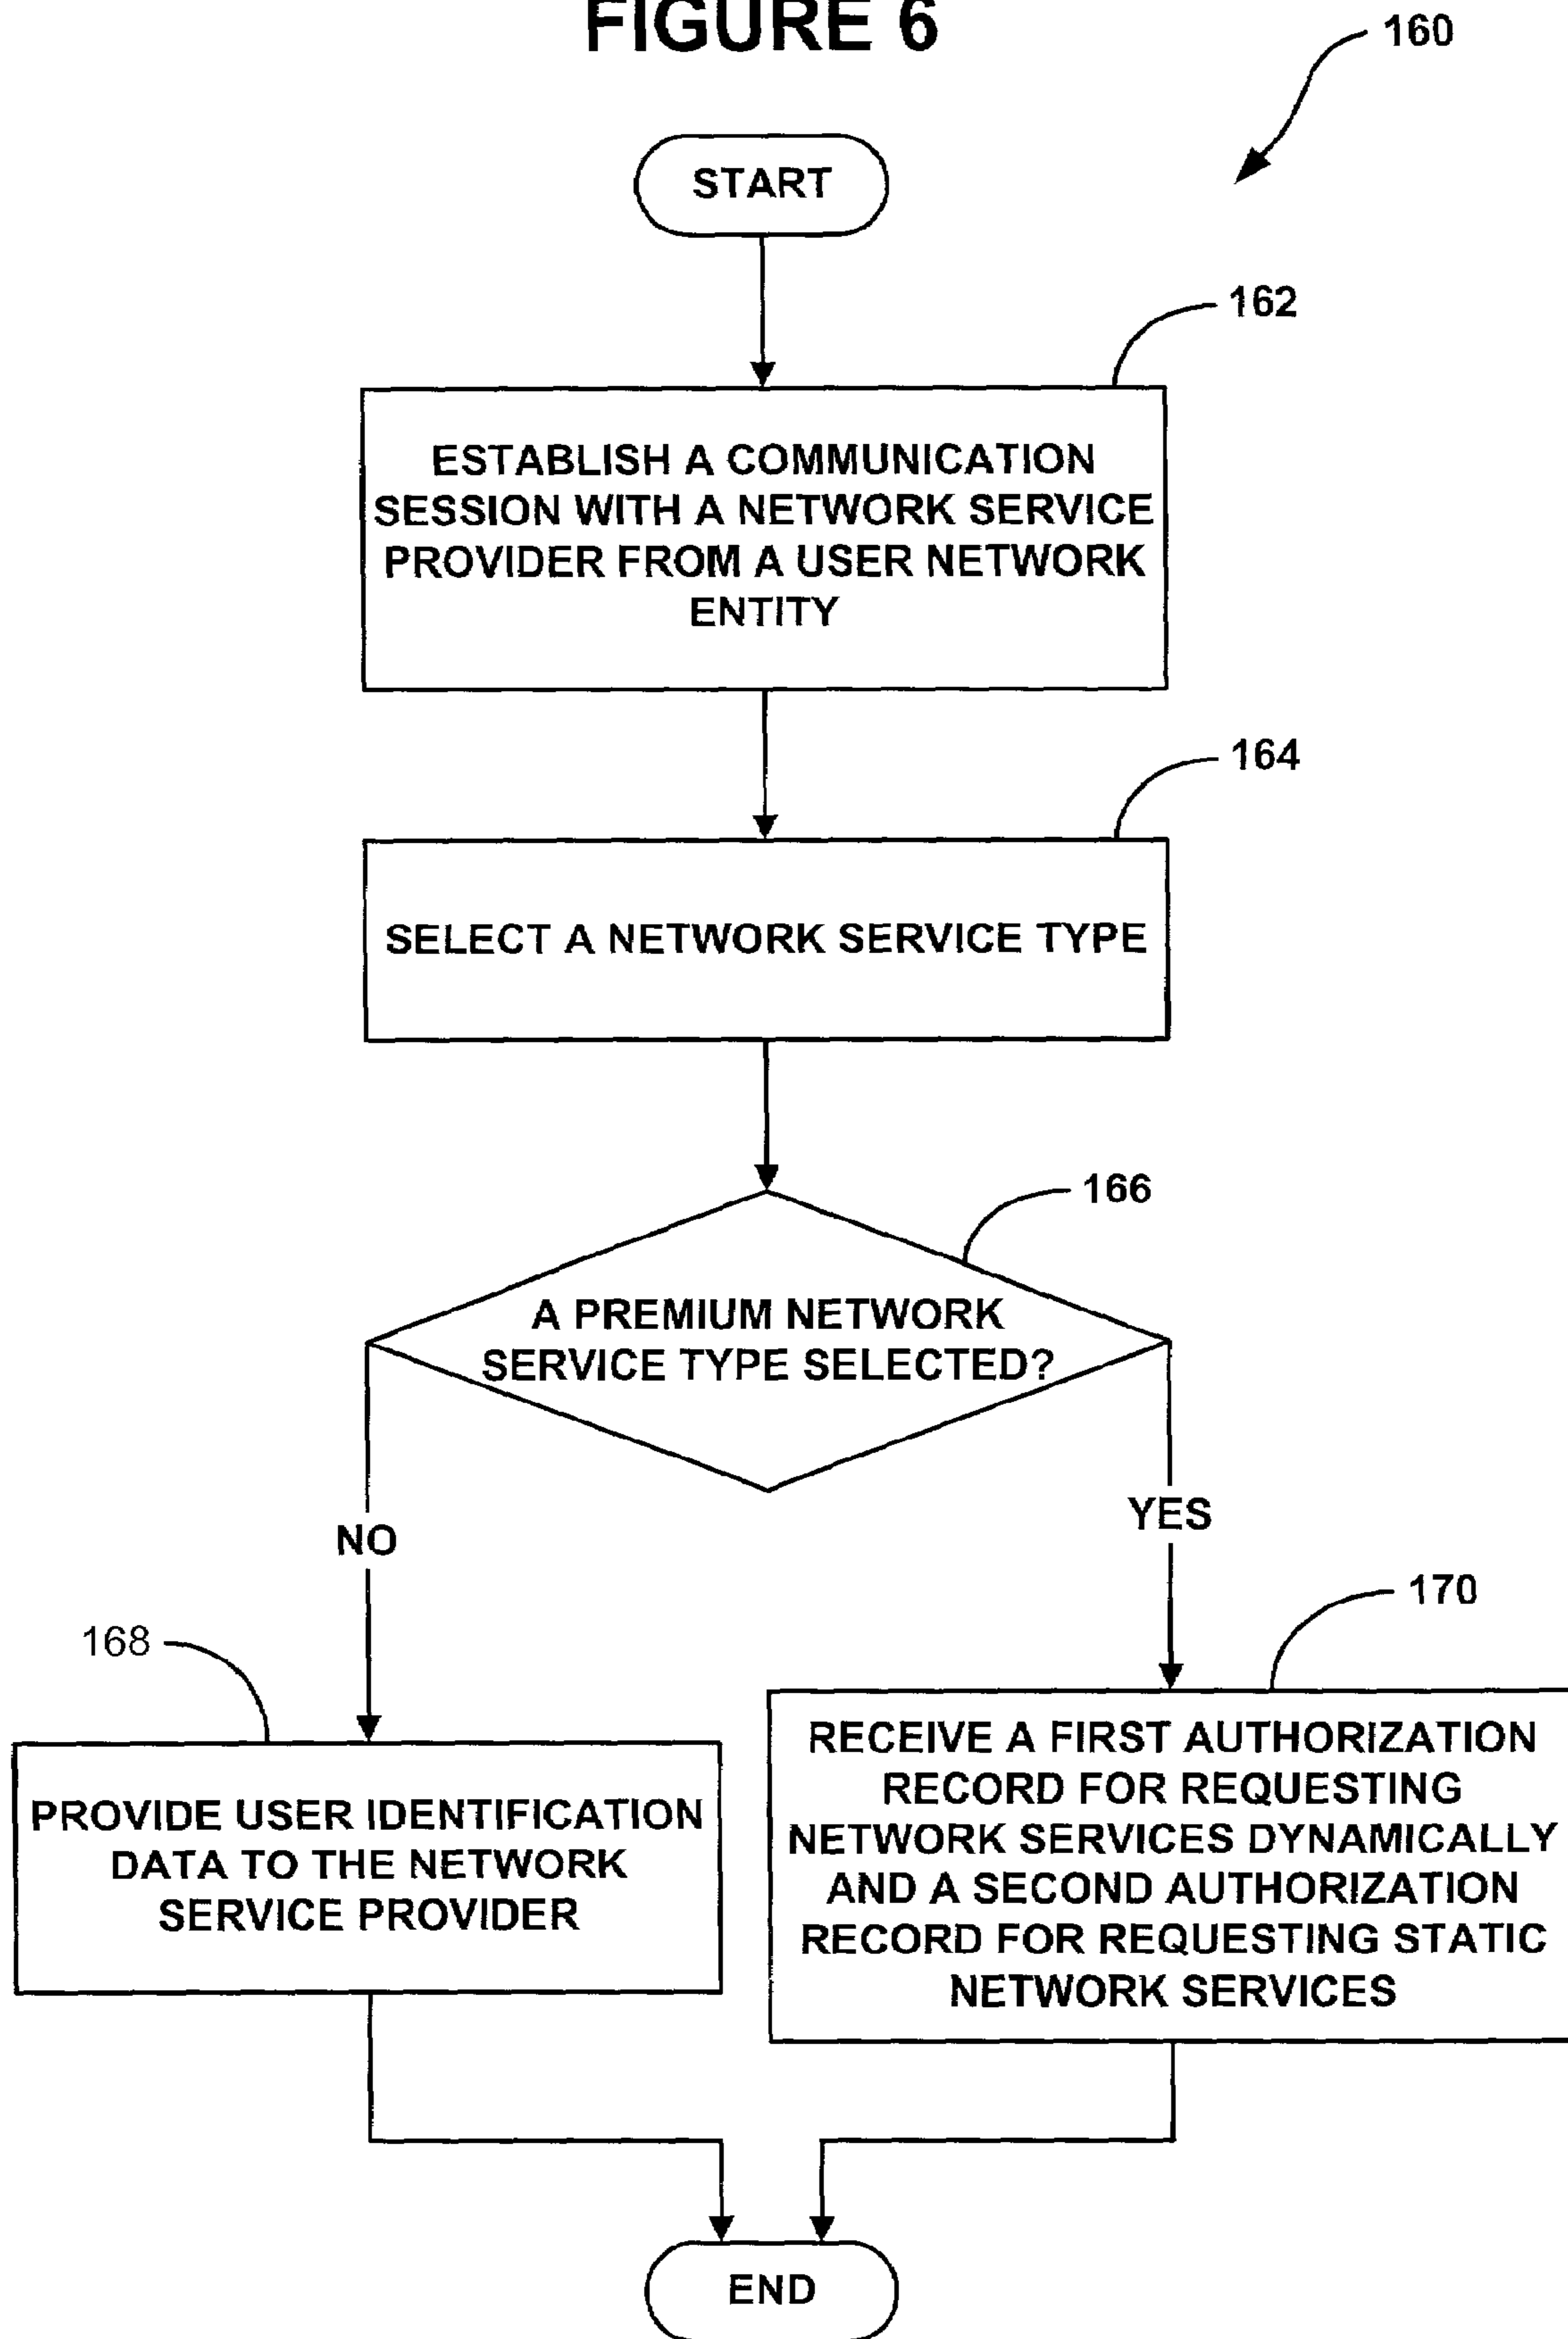 FIGURE 6
160
START
162
ESTABLISH A COMMUNICATION
SESSION WITH A NETWORK SERVICE
PROVIDER FROM A USER NETWORK
ENTITY
164
SELECT A NETWORK SERVICE TYPE
166
A PREMIUM NETWORK
SERVICE TYPE SELECTED?
NO
YES
168
170
PROVIDE USER IDENTIFICATION
DATA TO THE NETWORK
SERVICE PROVIDER
RECEIVE A FIRST AUTHORIZATION
RECORD FOR REQUESTING
NETWORK SERVICES DYNAMICALLY
AND A SECOND AUTHORIZATION
RECORD FOR REQUESTING STATIC
NETWORK SERVICES
END